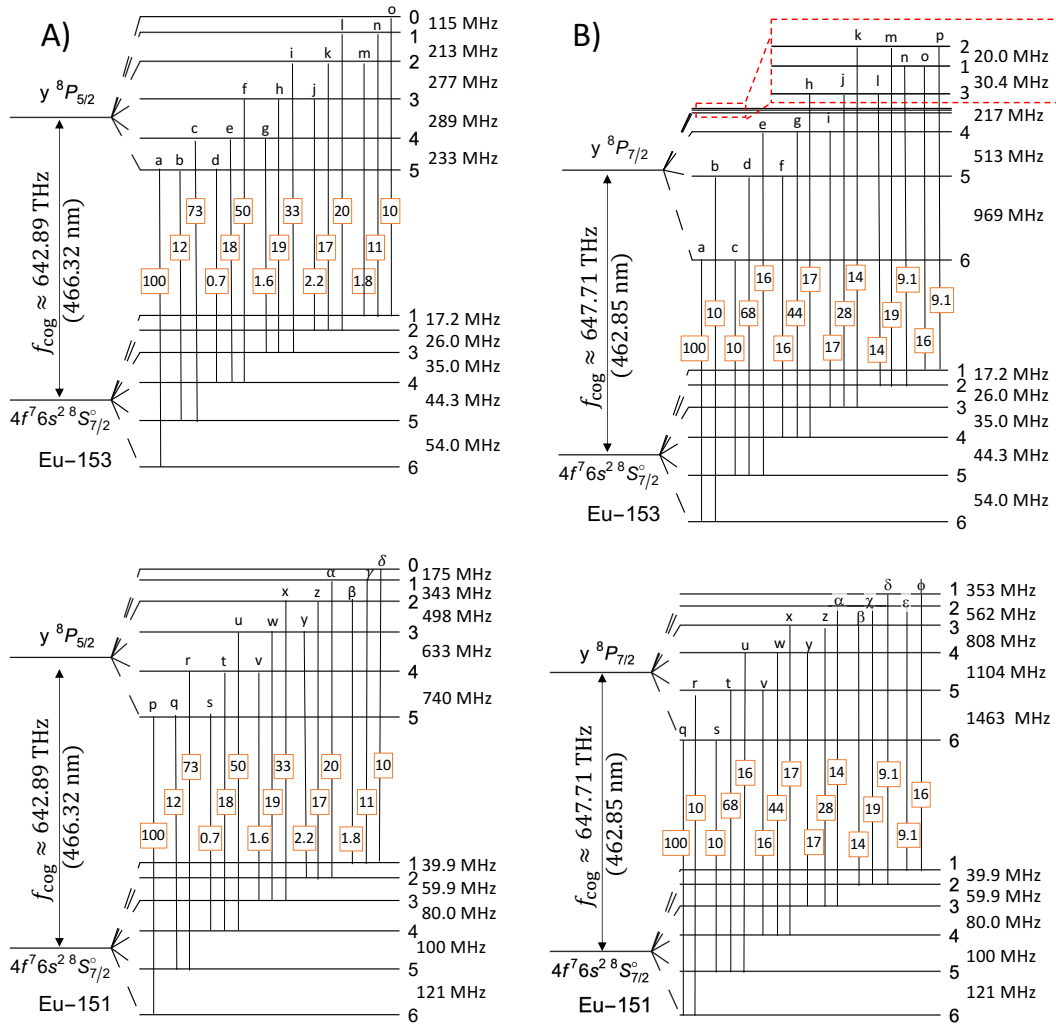 A)
o
0
115 MHz
l
n
1
213 MHz
i
k
m
2
277 MHz
y ⁸P5/2
f
h
j
3
289 MHz
c
e
g
4
233 MHz
a
b
d
5
73
50
33
20
10
12
18
19
17
11
100
0.7
1.6
2.2
1.8
f_cog ≈ 642.89 THz
(466.32 nm)
1
17.2 MHz
2
26.0 MHz
3
35.0 MHz
4
44.3 MHz
4f⁷6s² ⁸S°7/2
5
54.0 MHz
Eu−153
6
B)
k
m
p
2
20.0 MHz
n
o
1
30.4 MHz
h
j
l
3
217 MHz
e
g
i
4
513 MHz
y ⁸P7/2
b
d
f
5
969 MHz
a
c
6
16
17
14
9.1
9.1
10
68
44
28
19
100
10
16
17
14
16
f_cog ≈ 647.71 THz
(462.85 nm)
1
17.2 MHz
2
26.0 MHz
3
35.0 MHz
4
44.3 MHz
4f⁷6s² ⁸S°7/2
5
54.0 MHz
Eu−153
6
δ
0
175 MHz
α
γ
1
343 MHz
x
z
β
2
498 MHz
u
w
y
3
633 MHz
y ⁸P5/2
r
t
v
4
740 MHz
p
q
s
5
73
50
33
20
10
12
18
19
17
11
100
0.7
1.6
2.2
1.8
f_cog ≈ 642.89 THz
(466.32 nm)
1
39.9 MHz
2
59.9 MHz
3
80.0 MHz
4
100 MHz
4f⁷6s² ⁸S°7/2
5
121 MHz
Eu−151
6
δ
ϕ
1
353 MHz
α
χ
ε
2
562 MHz
x
z
β
3
808 MHz
u
w
y
4
1104 MHz
y ⁸P7/2
r
t
v
5
1463 MHz
q
s
6
16
17
14
9.1
16
10
68
44
28
19
9.1
100
10
16
17
14
f_cog ≈ 647.71 THz
(462.85 nm)
1
39.9 MHz
2
59.9 MHz
3
80.0 MHz
4
100 MHz
4f⁷6s² ⁸S°7/2
5
121 MHz
Eu−151
6